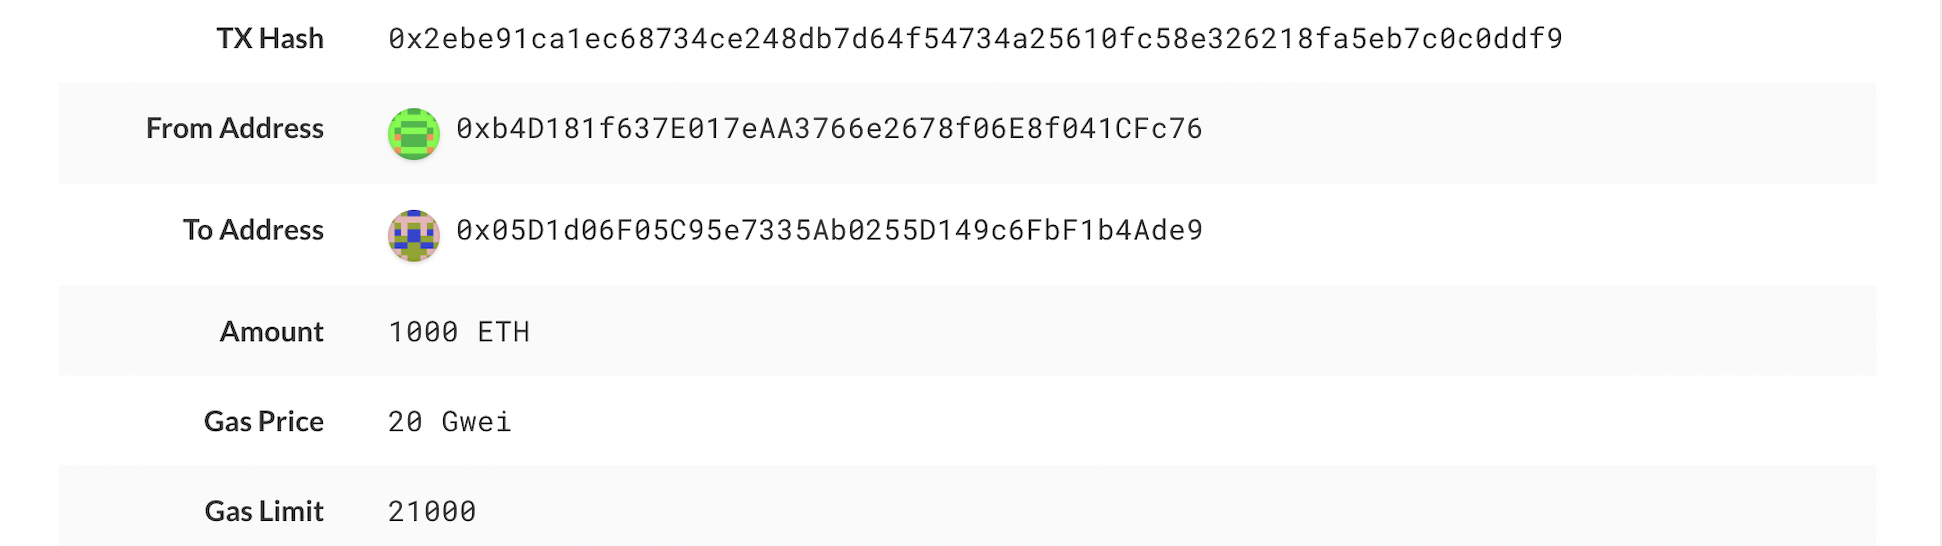 TX Hash 0x2ebe91ca1ec68734ce248db7d64f54734a25610fc58e326218fa5eb7c0c0ddf9
From Address 0xb4D181f637E017eAA3766e2678f06E8f041CFc76
To Address 0x05D1d06F05C95e7335Ab0255D149c6FbF1b4Ade9
Amount 1000 ETH
Gas Price 20 Gwei
Gas Limit 21000